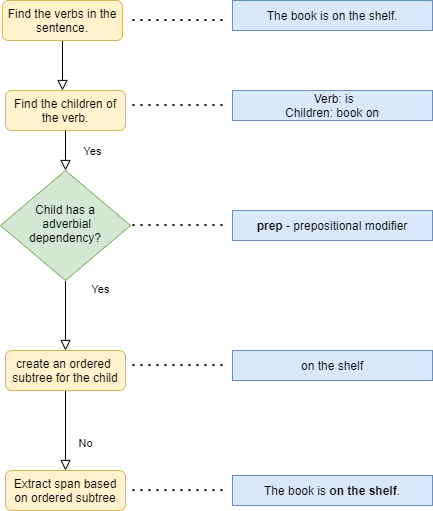 Find the verbs in the
sentence.
The book is on the shelf.
Find the children of
the verb.
Verb: is
Children: book on
Yes
Child has a
adverbial
dependency?
prep - prepositional modifier
Yes
create an ordered
subtree for the child
on the shelf
No
Extract span based
on ordered subtree
The book is on the shelf.